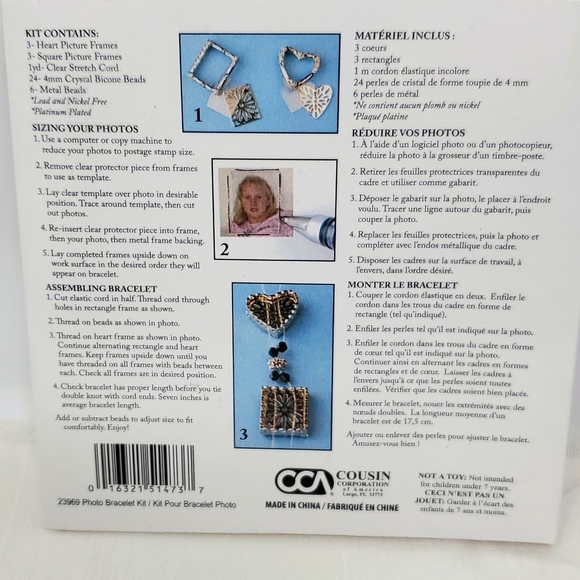 KIT CONTAINS:
3- Heart Picture Frames
3- Square Picture Frames
1yd- Clear Stretch Cord
24- 4mm Crystal Bicone Beads
6- Metal Beads
*Lead and Nickel Free
*Platinum Plated
SIZING YOUR PHOTOS
1. Use a computer or copy machine to
reduce your photos to postage stamp size.
2. Remove clear protector piece from frames
to use as template.
3. Lay clear template over photo in desirable
position. Trace around template, then cut
out photos.
4. Re-insert clear protector piece into frame,
then your photo, then metal frame backing.
5. Lay completed frames upside down on
work surface in the desired order they will
appear on bracelet.
ASSEMBLING BRACELET
1. Cut elastic cord in half. Thread cord through
holes in rectangle frame as shown.
2. Thread on beads as shown in photo.
3. Thread on heart frame as shown in photo.
Continue alternating rectangle and heart
frames. Keep frames upside down until you
have threaded on all frames with beads between
each. Check all frames are in desired position.
4. Check bracelet has proper length before you tie
double knot with cord ends. Seven inches is
average bracelet length.
Add or subtract beads to adjust size to fit
comfortably. Enjoy!
1
2
3
MATÉRIEL INCLUS :
3 coeurs
3 rectangles
1 m cordon élastique incolore
24 perles de cristal de forme toupie de 4 mm
6 perles de métal
*Ne contient aucun plomb ou nickel
*Plaqué platine
RÉDUIRE VOS PHOTOS
1. À l'aide d'un logiciel photo ou d'un photocopieur,
réduire la photo à la grosseur d'un timbre-poste.
2. Retirer les feuilles protectrices transparentes du
cadre et utiliser comme gabarit.
3. Déposer le gabarit sur la photo, le placer à l'endroit
voulu. Tracer une ligne autour du gabarit, puis
couper la photo.
4. Replacer les feuilles protectrices, puis la photo et
compléter avec l'endos métallique du cadre.
5. Disposer les cadres sur la surface de travail, à
l'envers, dans l'ordre désiré.
MONTER LE BRACELET
1. Couper le cordon élastique en deux. Enfiler le
cordon dans les trous du cadre en forme de
rectangle (tel qu'indiqué).
2. Enfiler les perles tel qu'il est indiqué sur la photo.
3. Enfiler le cordon dans les trous du cadre en forme
de cœur tel qu'il est indiqué sur la photo.
Continuer ainsi en alternant les cadres en formes
de rectangles et de cœur. Laisser les cadres à
l'envers jusqu'à ce que les perles soient toutes
enfilées. Vérifier que les cadres soient bien placés.
4. Mesurer le bracelet, nouer les extrémités avec des
nœuds doubles. La longueur moyenne d'un
bracelet est de 17,5 cm.
Ajouter ou enlever des perles pour ajuster le bracelet.
Amusez-vous bien !
0 16321 51473 7
23969 Photo Bracelet Kit / Kit Pour Bracelet Photo
CCA COUSIN
CORPORATION
of America
Largo, FL 33773
MADE IN CHINA / FABRIQUÉ EN CHINE
NOT A TOY: Not intended
for children under 7 years.
CECI N'EST PAS UN
JOUET: Garder à l'écart des
enfants de 7 ans et moins.